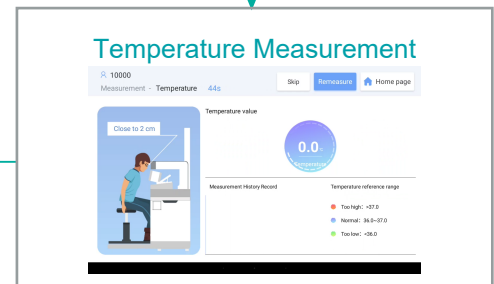 Temperature Measurement
10000
Measurement - Temperature 44s
Skip
Remeasure
Home page
Close to 2 cm
Temperature value
0.0
Temperature
Measurement History Record
Temperature reference range
Too high: >37.0
Normal: 36.0~37.0
Too low: <36.0